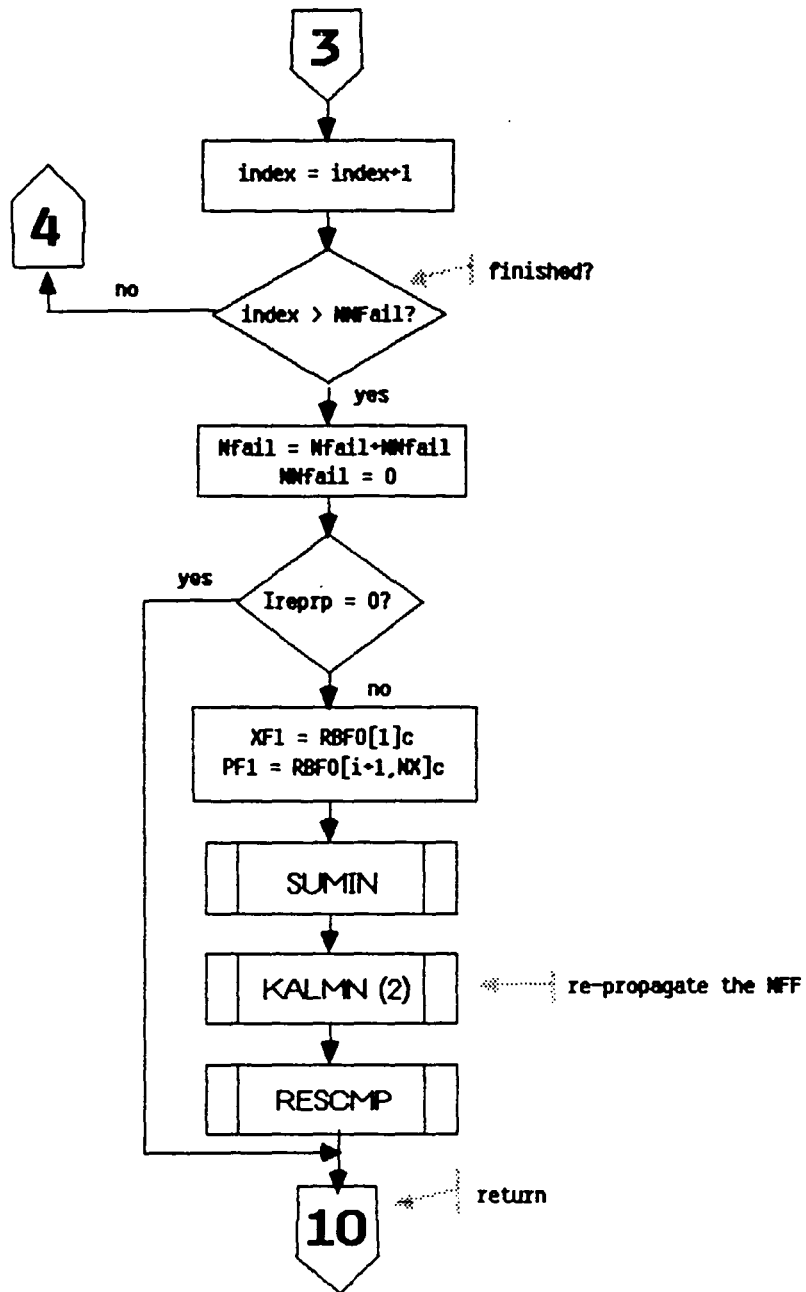 3
index = index+1
4
finished?
no
index > NNFail?
yes
Nfail = Nfail+NNfail
NNfail = 0
yes
Ireprp = 0?
no
XF1 = RBF0[1]c
PF1 = RBF0[i+1,NX]c
SUMIN
KALMN (2)
re-propagate the NFF
RESCMP
return
10